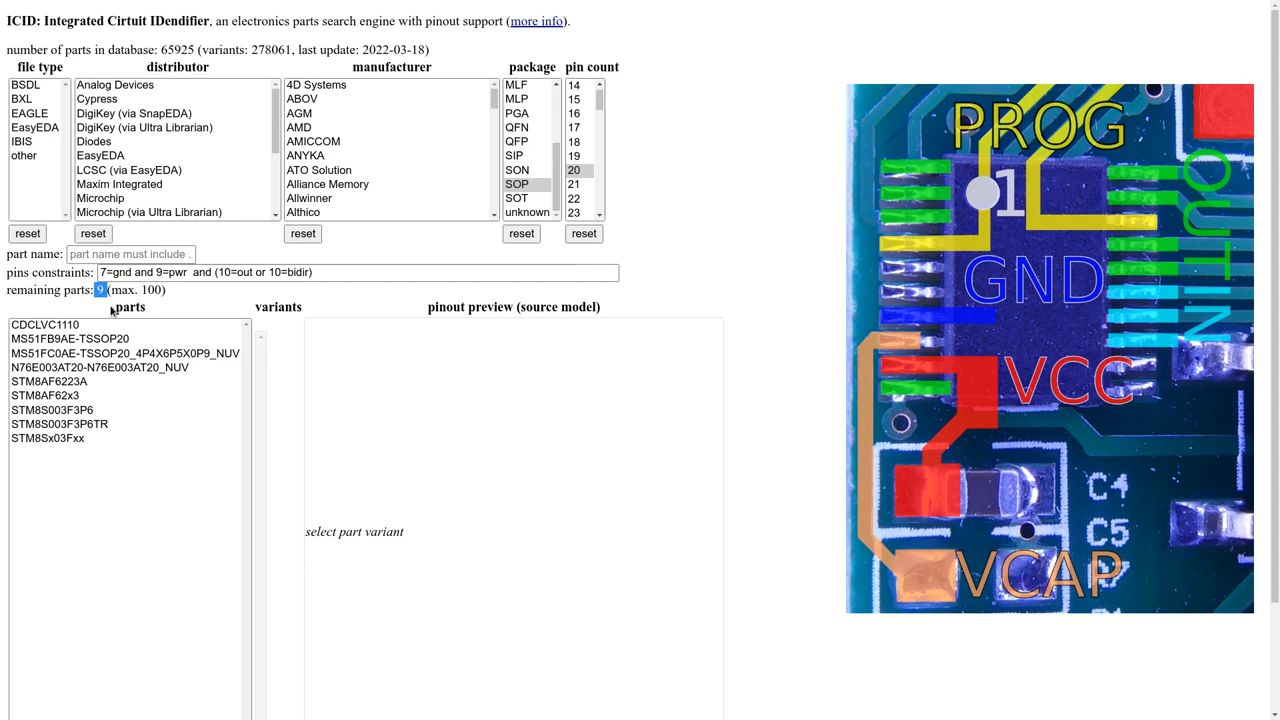 ICID: Integrated Cirtuit IDendifier, an electronics parts search engine with pinout support (more info).
number of parts in database: 65925 (variants: 278061, last update: 2022-03-18)
file type distributor manufacturer package pin count
BSDL
BXL
EAGLE
EasyEDA
IBIS
other
Analog Devices
Cypress
DigiKey (via SnapEDA)
DigiKey (via Ultra Librarian)
Diodes
EasyEDA
LCSC (via EasyEDA)
Maxim Integrated
Microchip
Microchip (via Ultra Librarian)
4D Systems
ABOV
AGM
AMD
AMICCOM
ANYKA
ATO Solution
Alliance Memory
Allwinner
Althico
MLF
MLP
PGA
QFN
QFP
SIP
SON
SOP
SOT
unknown
14
15
16
17
18
19
20
21
22
23
reset reset reset reset reset
part name: part name must include .
pins constraints: 7=gnd and 9=pwr and (10=out or 10=bidir)
remaining parts: 9 (max. 100)
parts variants pinout preview (source model)
CDCLVC1110
MS51FB9AE-TSSOP20
MS51FC0AE-TSSOP20_4P4X6P5X0P9_NUV
N76E003AT20-N76E003AT20_NUV
STM8AF6223A
STM8AF62x3
STM8S003F3P6
STM8S003F3P6TR
STM8Sx03Fxx
select part variant
PROG
1
OUT
IN
GND
VCC
C4
C5
VCAP